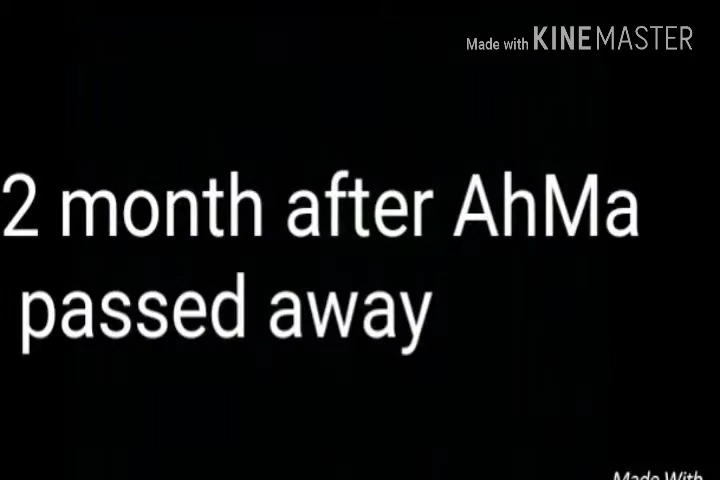 Made with KINEMASTER
2 month after AhMa
passed away
Made With